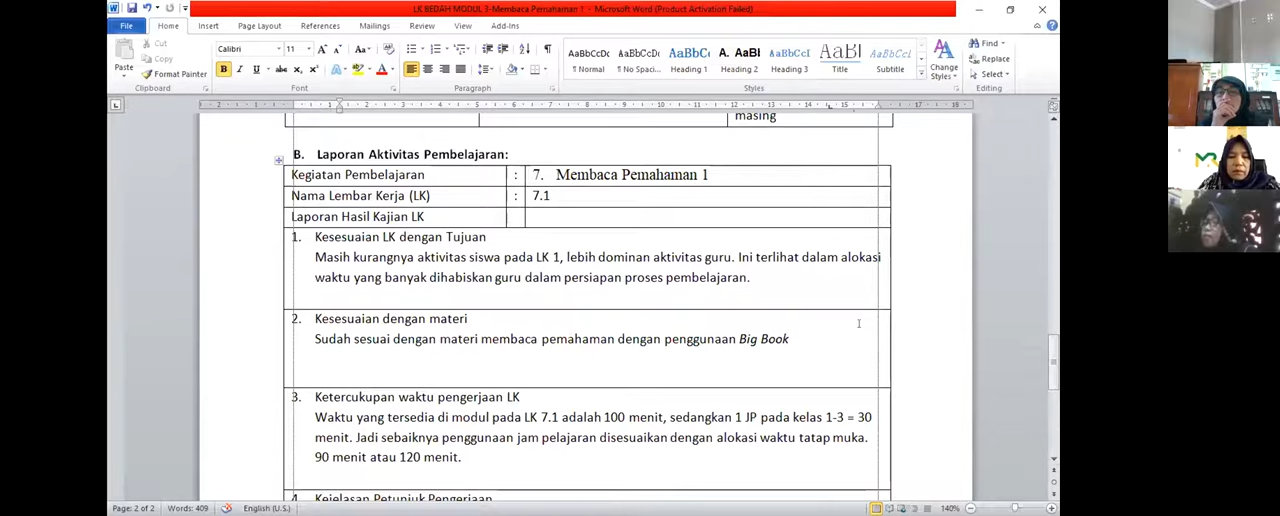 LK BEDAH MODUL 3-Membaca Pemahaman 1 - Microsoft Word (Product Activation Failed)
File Home Insert Page Layout References Mailings Review View Add-Ins
Paste
Cut
Copy
Format Painter
Clipboard
Calibri 11
Font
Paragraph
AaBbCcDc AaBbCcDc AaBbC( A. AaBb AaBbCcI AaBl AaBbCcl
¶ Normal ¶ No Spaci... Heading 1 Heading 2 Heading 3 Title Subtitle
Styles
Change Styles
Find
Replace
Select
Editing
masing
B. Laporan Aktivitas Pembelajaran:
Kegiatan Pembelajaran : 7. Membaca Pemahaman 1
Nama Lembar Kerja (LK) : 7.1
Laporan Hasil Kajian LK
1. Kesesuaian LK dengan Tujuan
Masih kurangnya aktivitas siswa pada LK 1, lebih dominan aktivitas guru. Ini terlihat dalam alokasi
waktu yang banyak dihabiskan guru dalam persiapan proses pembelajaran.
2. Kesesuaian dengan materi
Sudah sesuai dengan materi membaca pemahaman dengan penggunaan Big Book
3. Ketercukupan waktu pengerjaan LK
Waktu yang tersedia di modul pada LK 7.1 adalah 100 menit, sedangkan 1 JP pada kelas 1-3 = 30
menit. Jadi sebaiknya penggunaan jam pelajaran disesuaikan dengan alokasi waktu tatap muka.
90 menit atau 120 menit.
4. Kejelasan Petunjuk Pengerjaan
Page: 2 of 2 Words: 409 English (U.S.) 140%